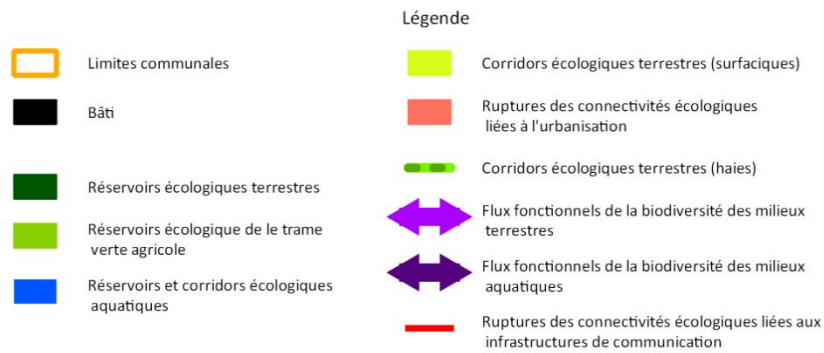 Légende
Limites communales
Bâti
Réservoirs écologiques terrestres
Réservoirs écologique de le trame
verte agricole
Réservoirs et corridors écologiques
aquatiques
Corridors écologiques terrestres (surfaciques)
Ruptures des connectivités écologiques
liées à l'urbanisation
Corridors écologiques terrestres (haies)
Flux fonctionnels de la biodiversité des milieux
terrestres
Flux fonctionnels de la biodiversité des milieux
aquatiques
Ruptures des connectivités écologiques liées aux
infrastructures de communication